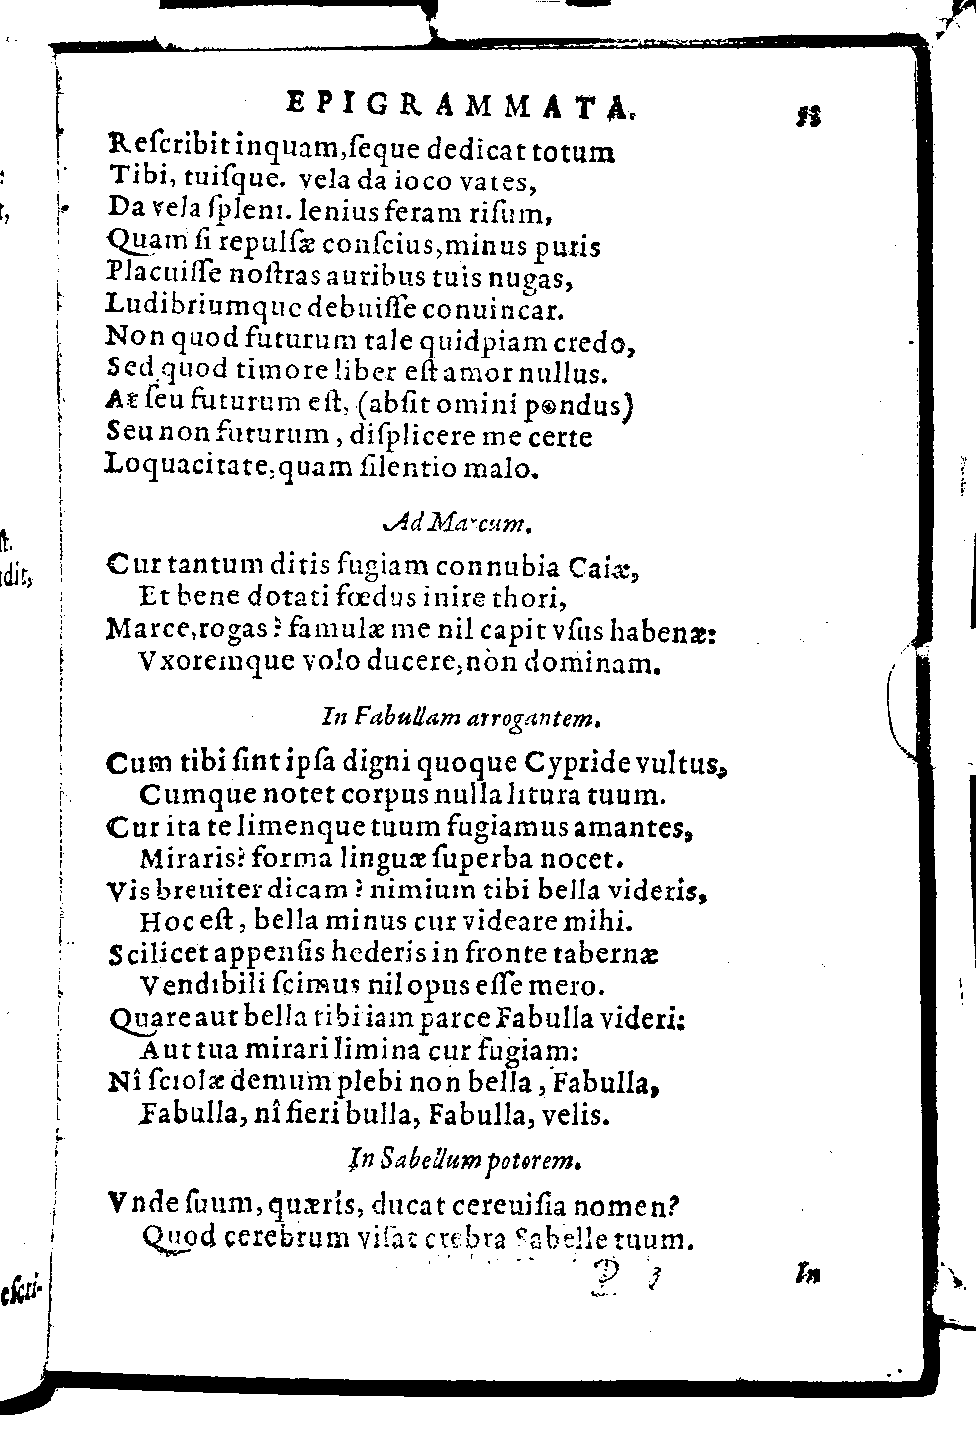 EPIGRAMMATA.
Reſcribit inquam, ſeque dedicat totum
Tibi, tuiſque. vela da ioco vates,
Da vela ſpleni. lenius feram riſum,
Quam ſi repulſæ conſcius, minus puris
Placuiſſe noſtras auribus tuis nugas,
Ludibriumque debuiſſe conuincar.
Non quod futurum tale quidpiam credo,
Sed quod timore liber eſt amor nullus.
At ſeu futurum eſt, (abſit omini pondus)
Seu non futurum, diſplicere me certe
Loquacitate, quam ſilentio malo.
Ad Marcum.
Cur tantum ditis fugiam connubia Caiæ,
Et bene dotati fœdus inire thori,
Marce, rogas? famulæ me nil capit vſus habenæ:
Vxoremque volo ducere, non dominam.
In Fabullam arrogantem.
Cum tibi ſint ipſa digni quoque Cypride vultus,
Cumque notet corpus nulla litura tuum.
Cur ita te limenque tuum fugiamus amantes,
Miraris? forma linguæ ſuperba nocet.
Vis breuiter dicam? nimium tibi bella videris,
Hoc eſt, bella minus cur videare mihi.
Scilicet appenſis hederis in fronte tabernæ
Vendibili ſcimus nil opus eſſe mero.
Quare aut bella tibi iam parce Fabulla videri:
Aut tua mirari limina cur fugiam:
Nî ſciolæ demum plebi non bella, Fabulla,
Fabulla, nî fieri bulla, Fabulla, velis.
In Sabellum potorem.
Vnde ſuum, quæris, ducat cereuiſia nomen?
Quod cerebrum viſat crebra Sabelle tuum.
D 3 In